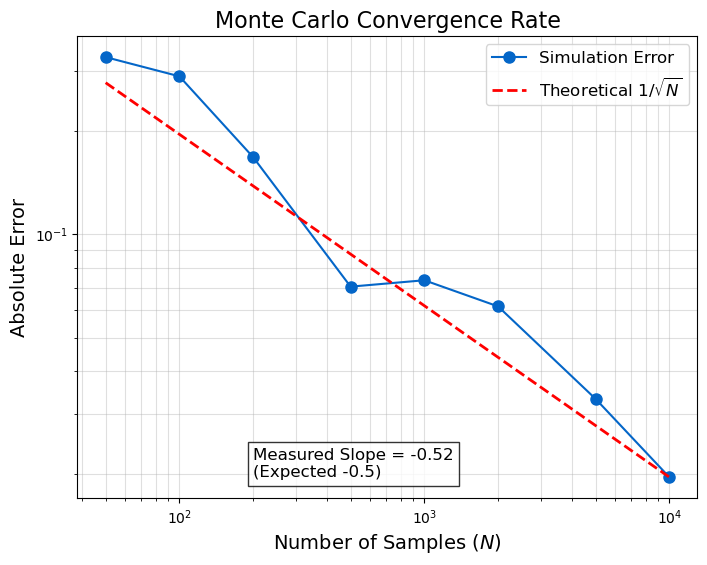 Monte Carlo Convergence Rate
Simulation Error
Theoretical 1/√N
Absolute Error
10⁻¹
Measured Slope = -0.52
(Expected -0.5)
10² 10³ 10⁴
Number of Samples (N)